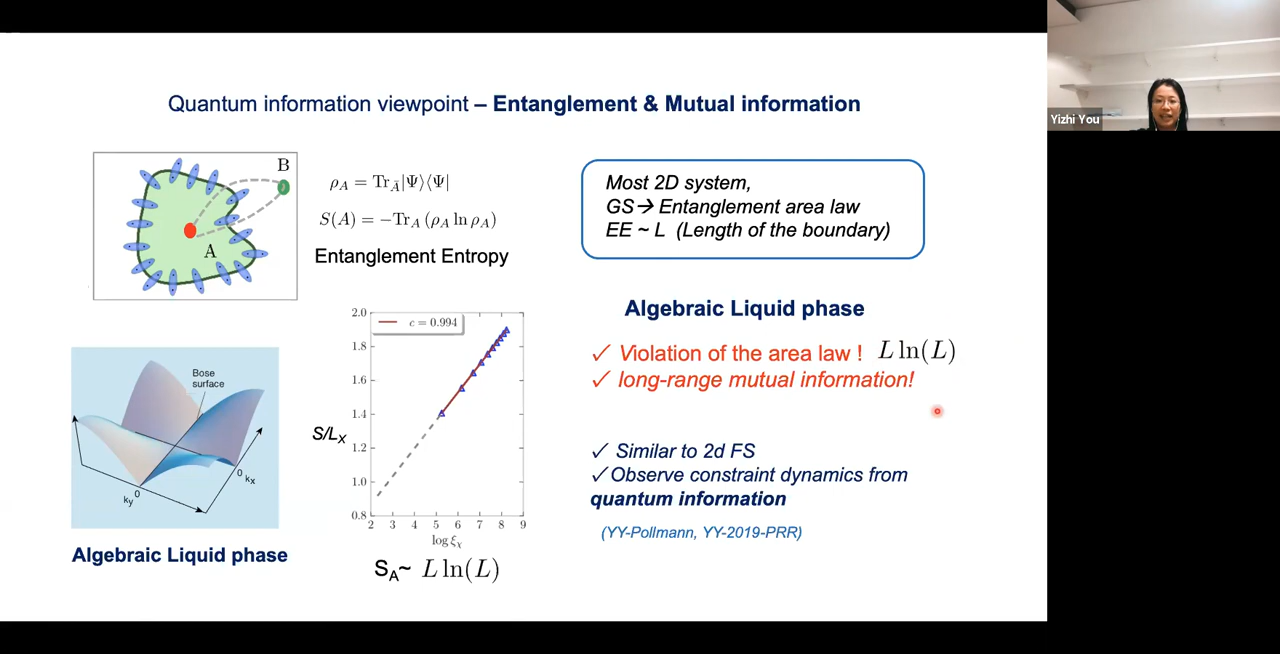 Quantum information viewpoint – Entanglement & Mutual information
Yizhi You
B
A
ρ_A = Tr_Ā|Ψ⟩⟨Ψ|
S(A) = −Tr_A (ρ_A ln ρ_A)
Entanglement Entropy
Most 2D system,
GS→ Entanglement area law
EE ~ L (Length of the boundary)
Bose
surface
0
k_y
0
k_x
Algebraic Liquid phase
c = 0.994
2.0
1.8
1.6
1.4
1.2
1.0
0.8
S/L_X
2 3 4 5 6 7 8 9
log ξ_χ
S_A~ L ln(L)
Algebraic Liquid phase
✓ Violation of the area law ! L ln(L)
✓ long-range mutual information!
✓ Similar to 2d FS
✓Observe constraint dynamics from
quantum information
(YY-Pollmann, YY-2019-PRR)